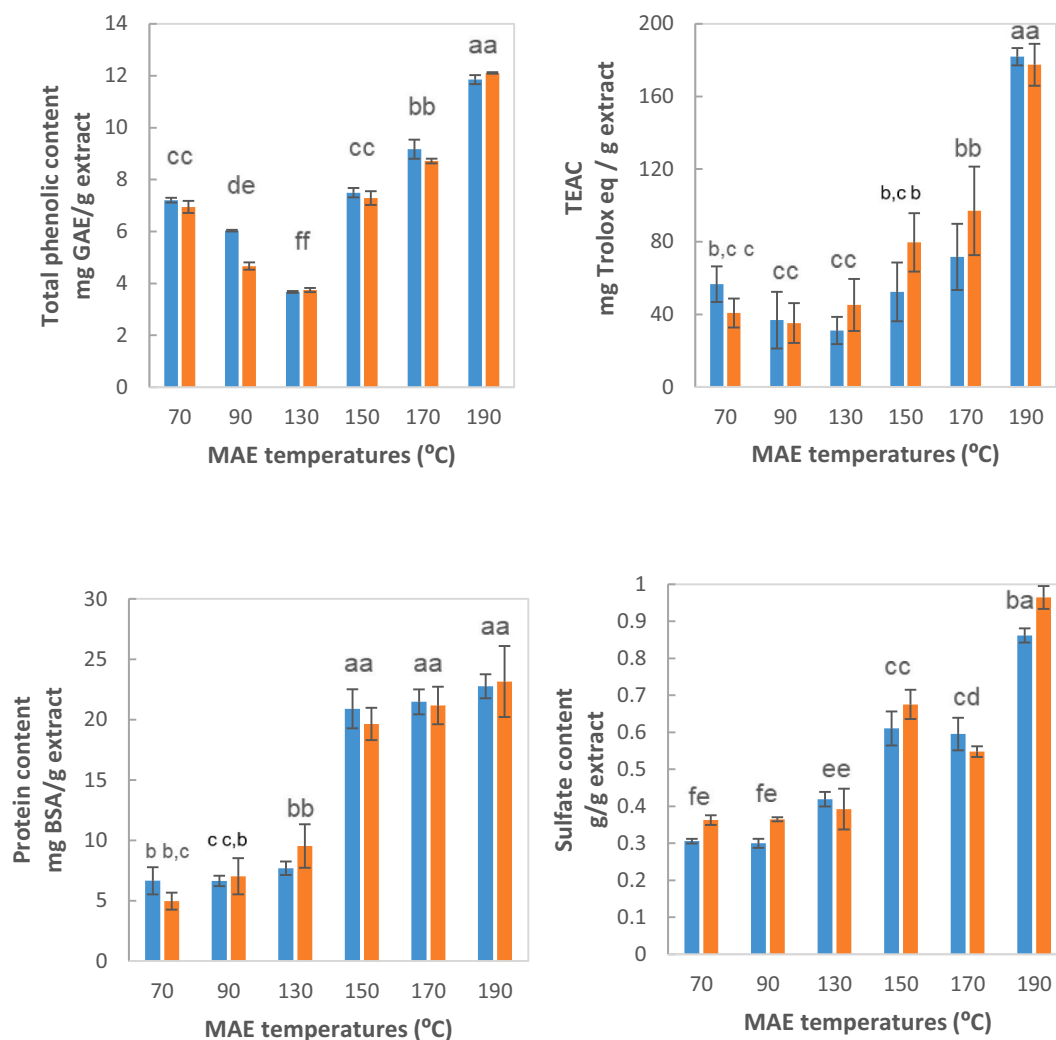 Total phenolic content
mg GAE/g extract
14
12
10
8
6
4
2
0
cc
de
ff
cc
bb
aa
70 90 130 150 170 190
MAE temperatures (ºC)
TEAC
mg Trolox eq / g extract
200
160
120
80
40
0
b,c c
cc
cc
b,c b
bb
aa
70 90 130 150 170 190
MAE temperatures (ºC)
Protein content
mg BSA/g extract
30
25
20
15
10
5
0
b b,c
c c,b
bb
aa
aa
aa
70 90 130 150 170 190
MAE temperatures (ºC)
Sulfate content
g/g extract
1
0.9
0.8
0.7
0.6
0.5
0.4
0.3
0.2
0.1
0
fe
fe
ee
cc
cd
ba
70 90 130 150 170 190
MAE temperatures (ºC)